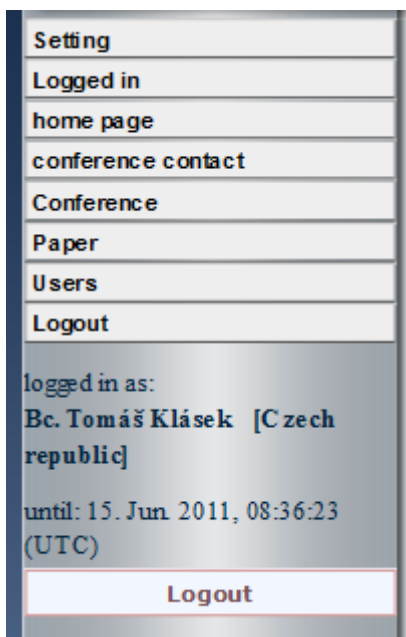 Setting
Logged in
home page
conference contact
Conference
Paper
Users
Logout
logged in as:
Bc. Tomáš Klásek [Czech
republic]
until: 15. Jun. 2011, 08:36:23
(UTC)
Logout